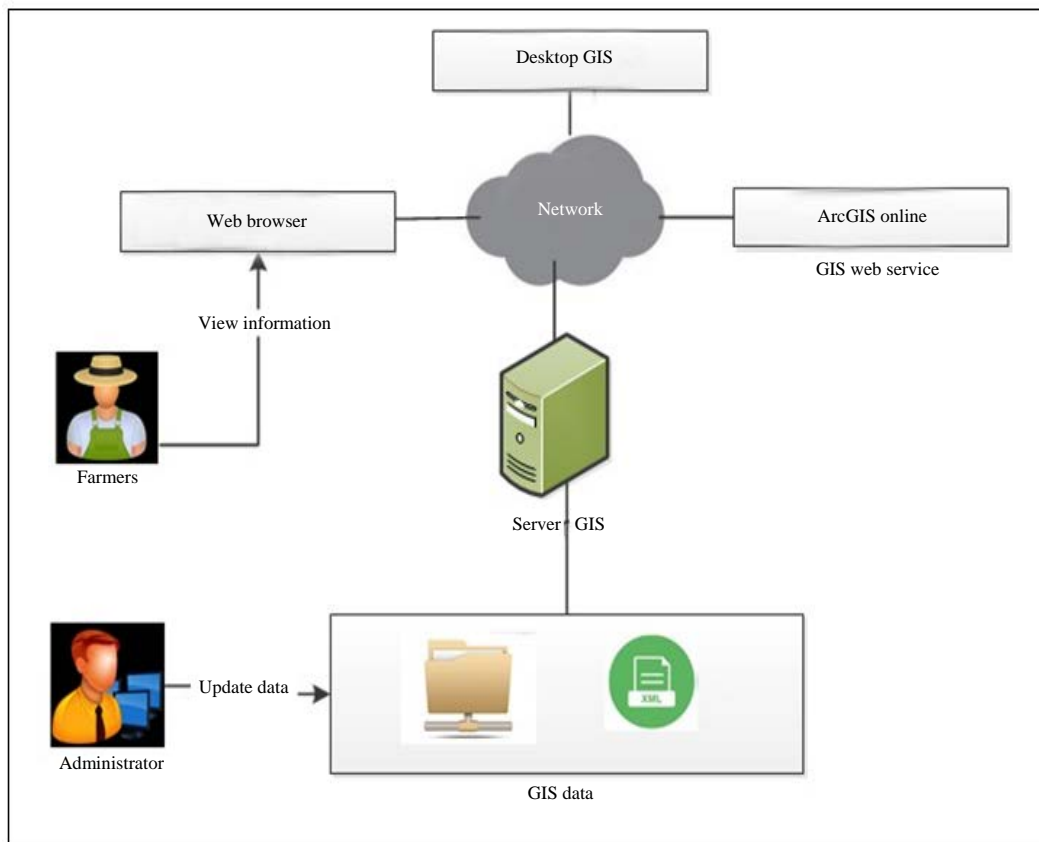 Desktop GIS
Network
Web browser
ArcGIS online
GIS web service
View information
Farmers
Server GIS
Update data
XML
Administrator
GIS data